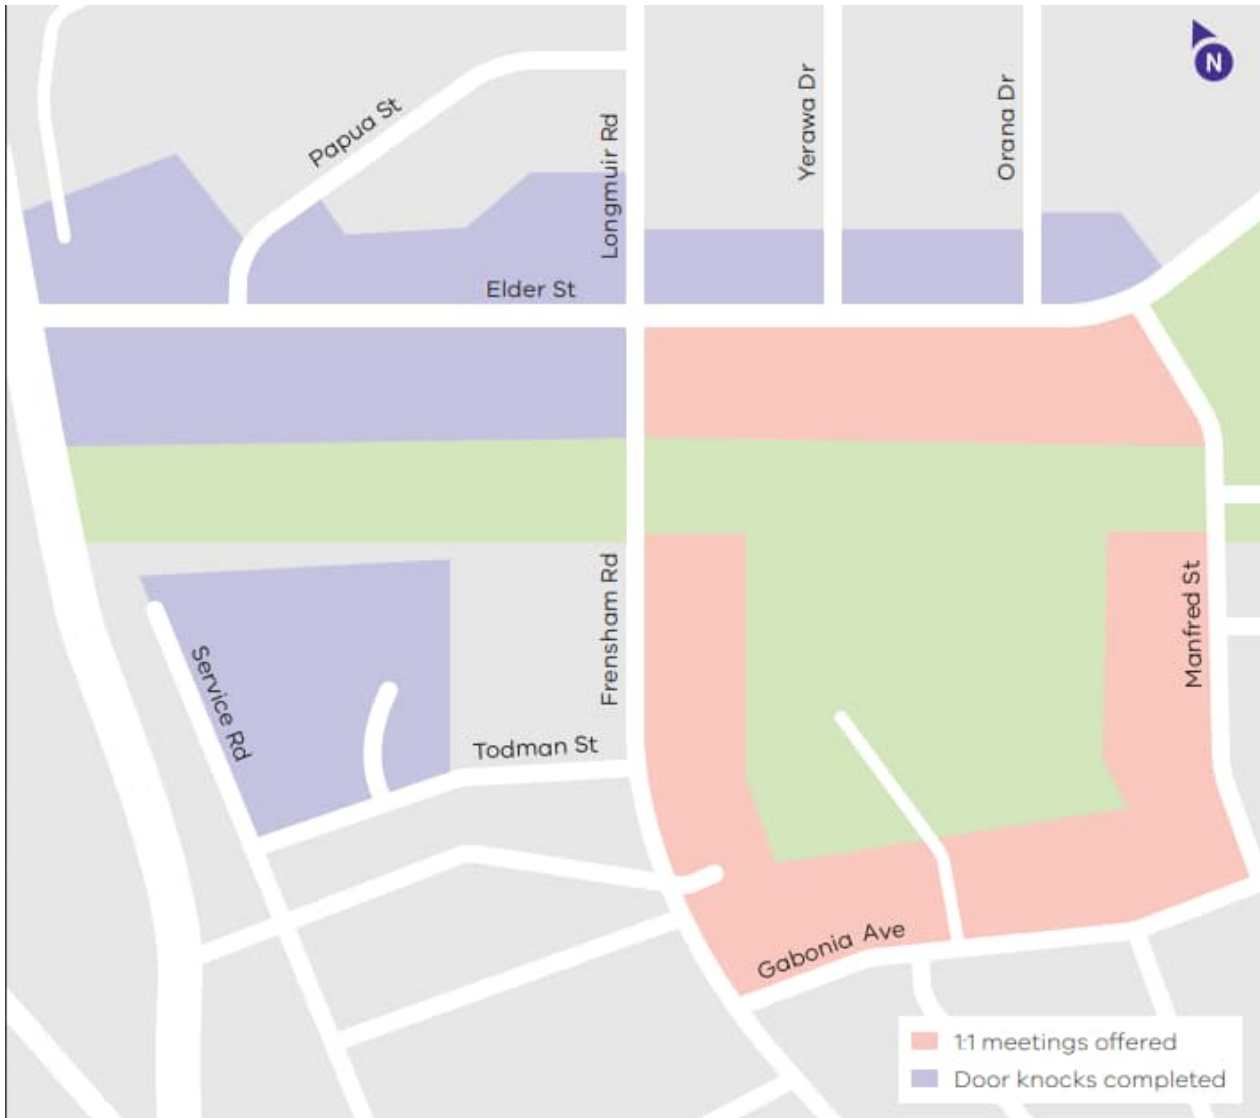 N
Papua St
Longmuir Rd
Yerawa Dr
Orana Dr
Elder St
Frensham Rd
Manfred St
Service Rd
Todman St
Gabonia Ave
1:1 meetings offered
Door knocks completed